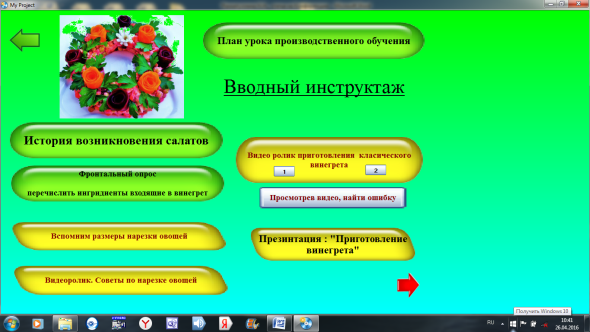 My Project
План урока производственного обучения
Вводный инструктаж
История возникновения салатов
Фронтальный опрос
перечислить ингридиенты входящие в винегрет
Вспомним размеры нарезки овошей
Видеоролик. Советы по нарезке овошей
Видео ролик приготовления класического
винегрета
1
2
Просмотрев видео, найти ошибку
Презинтация : "Приготовление
винегрета"
Получить Windows 10
RU
10:41
26.04.2016